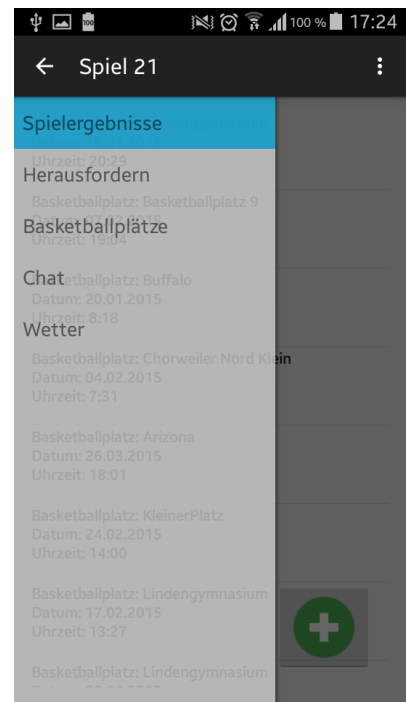 100
100 %
17:24
Spiel 21
Spielergebnisse
Uhrzeit: 20:29
Herausfordern
Basketballplatz: Basketballplatz 9
Basketballplätze
Uhrzeit: 19:04
Chat
Basketballplatz: Buffalo
Datum: 20.01.2015
Uhrzeit: 8:18
Wetter
Basketballplatz: Chorweiler Nord Klein
Datum: 04.02.2015
Uhrzeit: 7:31
Basketballplatz: Arizona
Datum: 26.03.2015
Uhrzeit: 18:01
Basketballplatz: KleinerPlatz
Datum: 24.02.2015
Uhrzeit: 14:00
Basketballplatz: Lindengymnasium
Datum: 17.02.2015
Uhrzeit: 13:27
Basketballplatz: Lindengymnasium